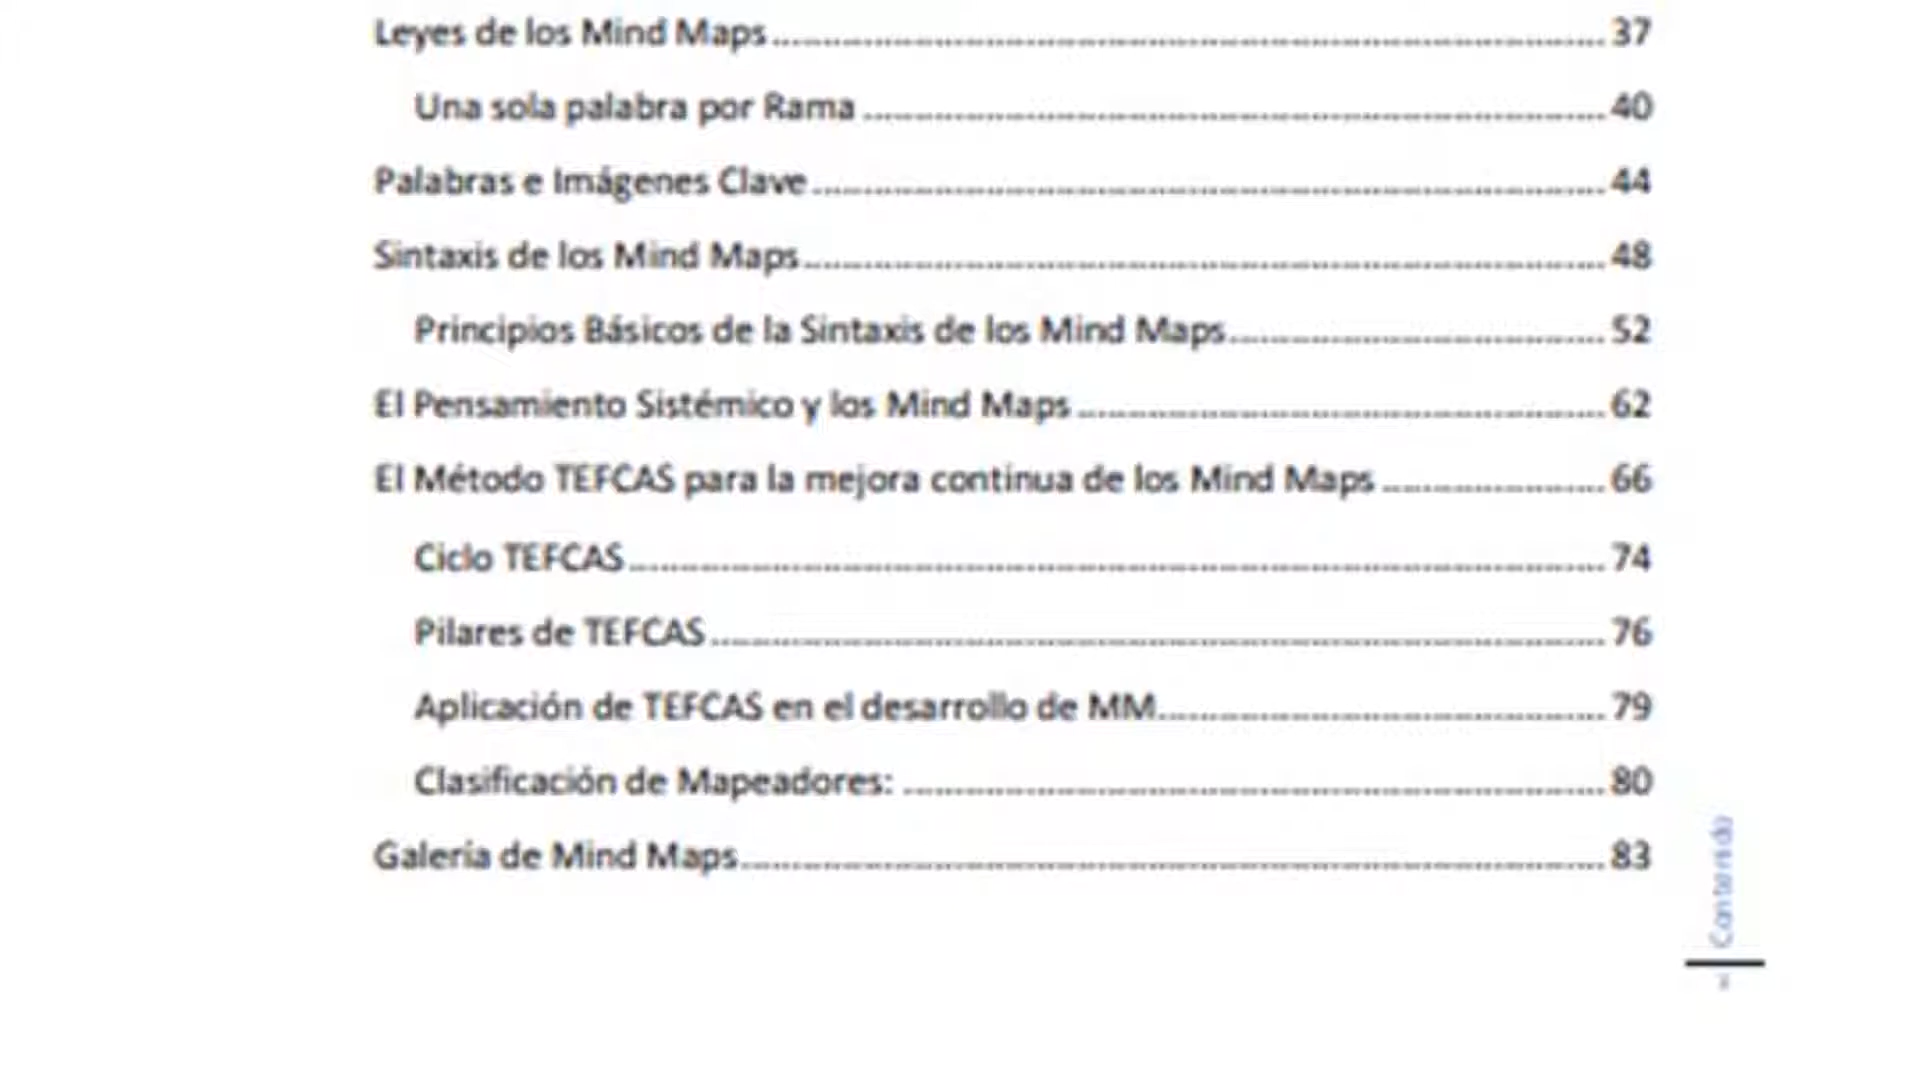 Leyes de los Mind Maps........................37
Una sola palabra por Rama........................40
Palabras e Imágenes Clave........................44
Sintaxis de los Mind Maps........................48
Principios Básicos de la Sintaxis de los Mind Maps........................52
El Pensamiento Sistémico y los Mind Maps........................62
El Método TEFCAS para la mejora continua de los Mind Maps........................66
Ciclo TEFCAS........................74
Pilares de TEFCAS........................76
Aplicación de TEFCAS en el desarrollo de MM........................79
Clasificación de Mapeadores:........................80
Galería de Mind Maps........................83
Contenido